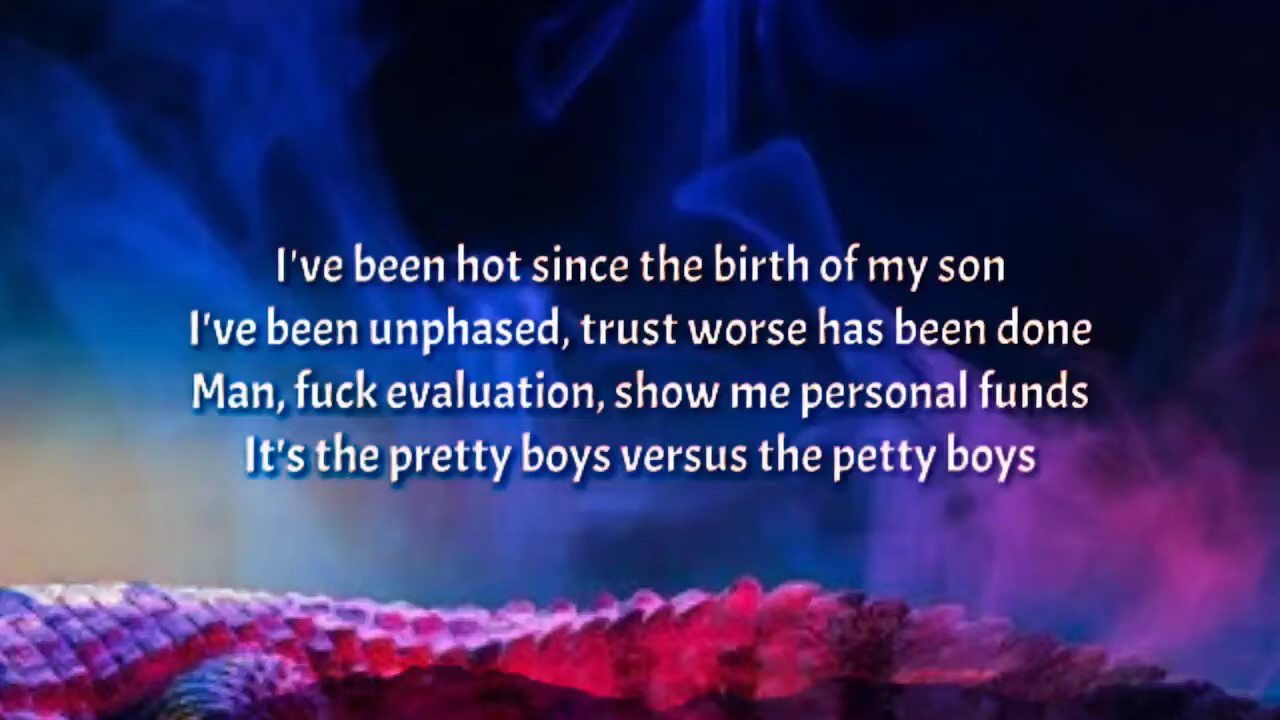 I've been hot since the birth of my son
I've been unphased, trust worse has been done
Man, fuck evaluation, show me personal funds
It's the pretty boys versus the petty boys